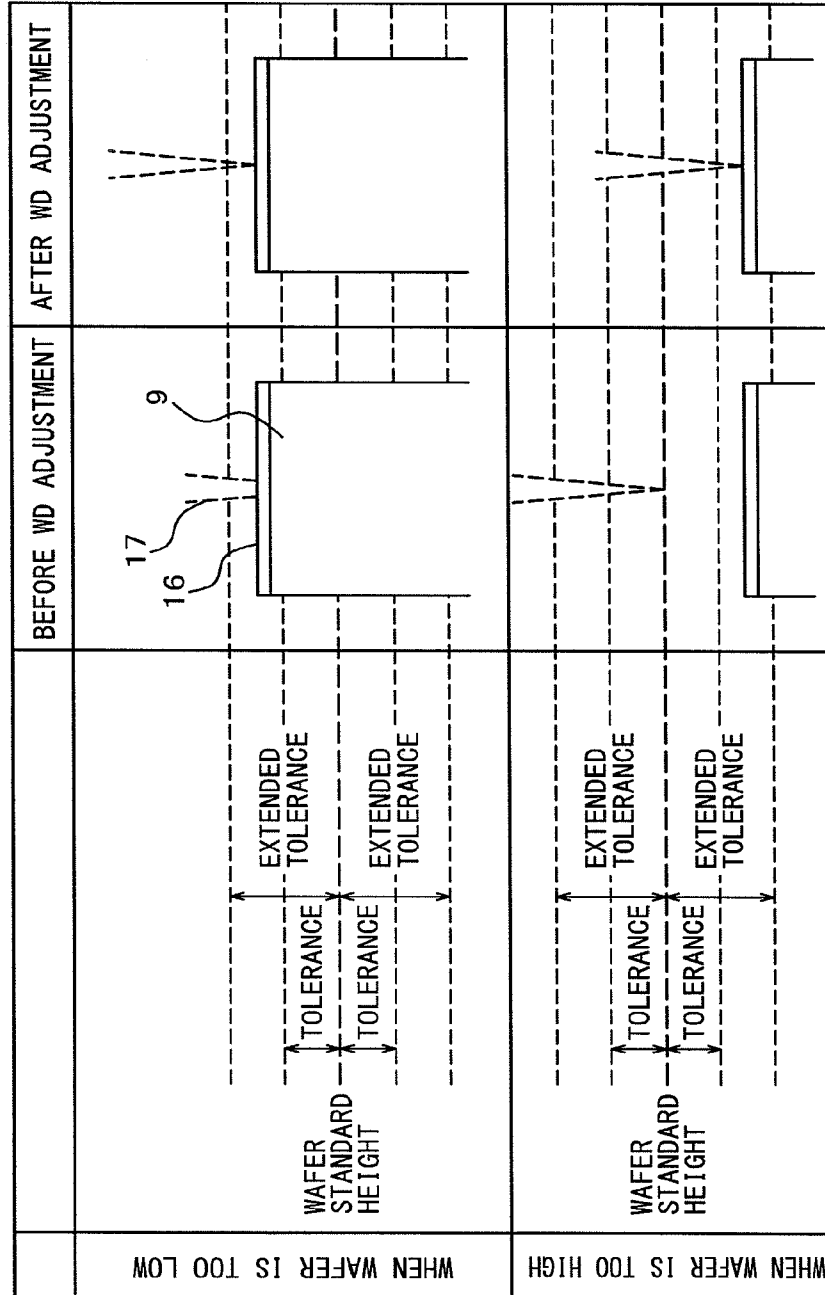 BEFORE WD ADJUSTMENT
AFTER WD ADJUSTMENT
WHEN WAFER IS TOO LOW
WAFER
STANDARD
HEIGHT
TOLERANCE
TOLERANCE
EXTENDED
TOLERANCE
EXTENDED
TOLERANCE
16
17
9
WHEN WAFER IS TOO HIGH
WAFER
STANDARD
HEIGHT
TOLERANCE
TOLERANCE
EXTENDED
TOLERANCE
EXTENDED
TOLERANCE